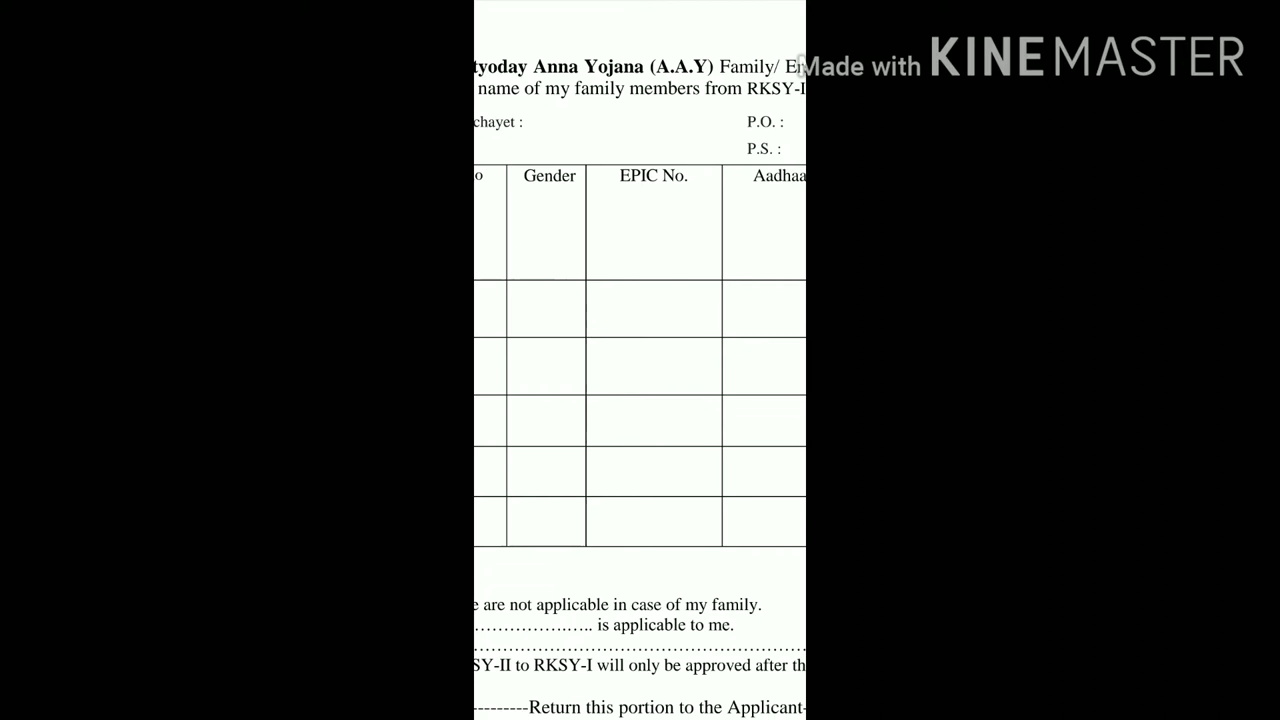 tyoday Anna Yojana (A.A.Y) Family/ Er
name of my family members from RKSY-I
Made with KINEMASTER
chayet :
P.O. :
P.S. :
o Gender EPIC No. Aadhaa
e are not applicable in case of my family.
……………….….. is applicable to me.
………………………………………………
SY-II to RKSY-I will only be approved after th
---------Return this portion to the Applicant-